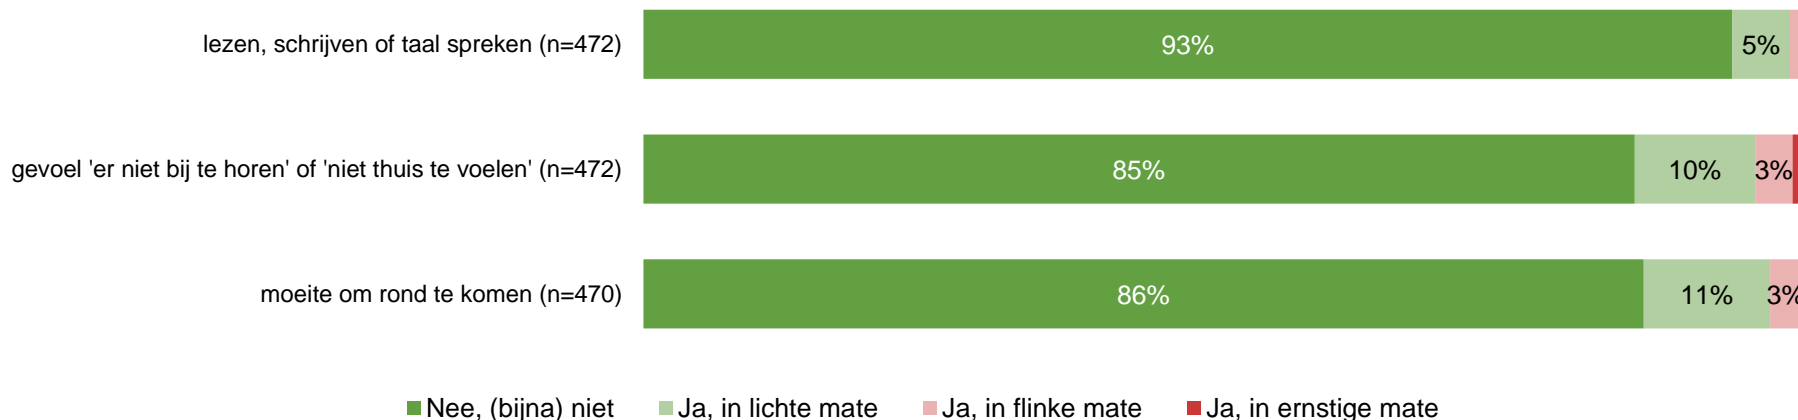 lezen, schrijven of taal spreken (n=472) 93% 5%
gevoel 'er niet bij te horen' of 'niet thuis te voelen' (n=472) 85% 10% 3%
moeite om rond te komen (n=470) 86% 11% 3%
Nee, (bijna) niet Ja, in lichte mate Ja, in flinke mate Ja, in ernstige mate